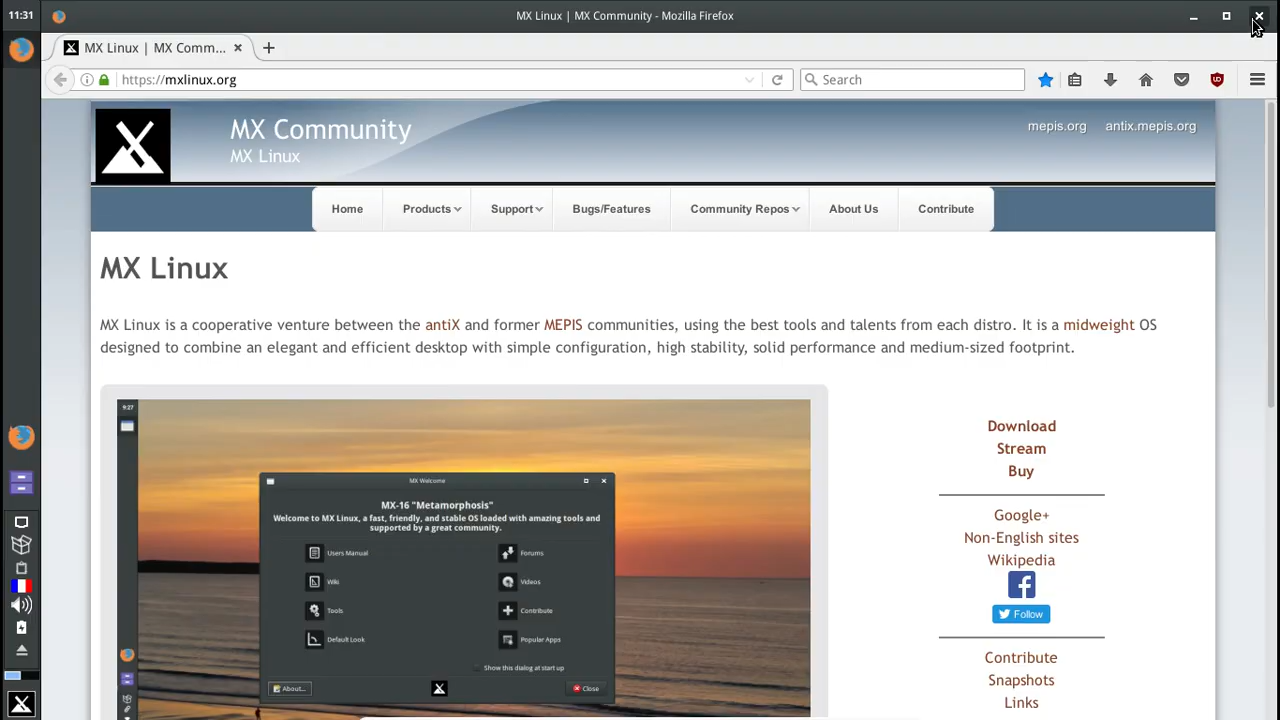 11:31
MX Linux | MX Community - Mozilla Firefox
MX Linux | MX Comm...
https://mxlinux.org
Search
MX Community
MX Linux
mepis.org antix.mepis.org
Home Products Support Bugs/Features Community Repos About Us Contribute
MX Linux
MX Linux is a cooperative venture between the antiX and former MEPIS communities, using the best tools and talents from each distro. It is a midweight OS
designed to combine an elegant and efficient desktop with simple configuration, high stability, solid performance and medium-sized footprint.
9:27
MX Welcome
MX-16 "Metamorphosis"
Welcome to MX Linux, a fast, friendly, and stable OS loaded with amazing tools and
supported by a great community.
Users Manual Forums
Wiki Videos
Tools Contribute
Default Look Popular Apps
Show this dialog at start up
About... Close
Download
Stream
Buy
Google+
Non-English sites
Wikipedia
Follow
Contribute
Snapshots
Links